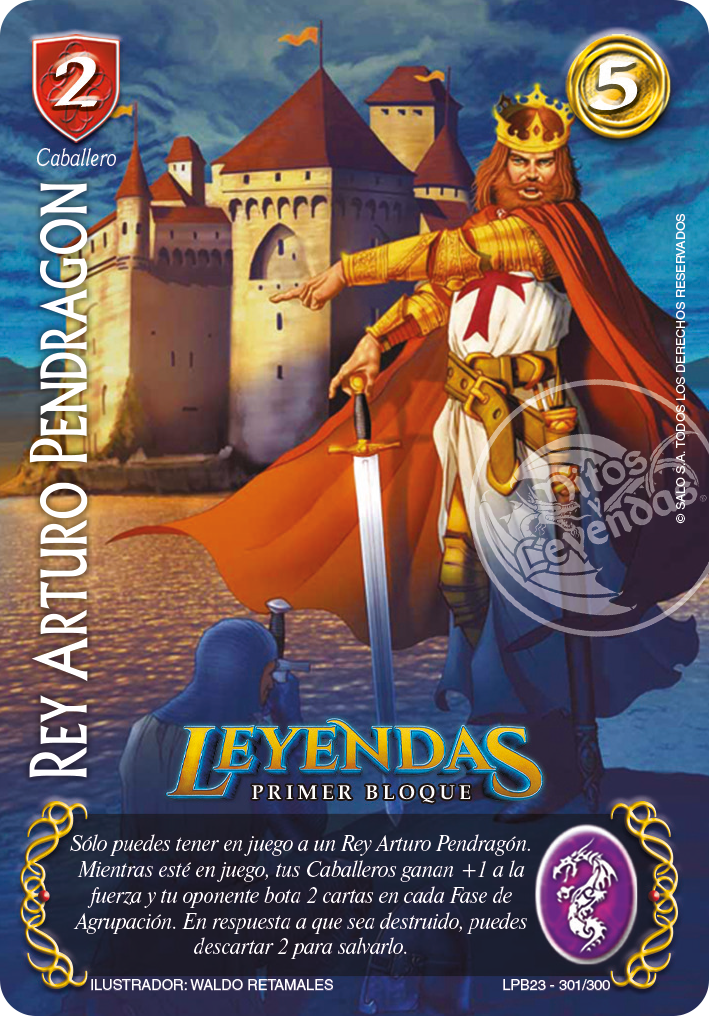 2
5
Caballero
REY ARTURO PENDRAGON
© SALO S.A. TODOS LOS DERECHOS RESERVADOS
Mitos
y
Leyendas®
LEYENDAS
PRIMER BLOQUE
Sólo puedes tener en juego a un Rey Arturo Pendragón.
Mientras esté en juego, tus Caballeros ganan +1 a la
fuerza y tu oponente bota 2 cartas en cada Fase de
Agrupación. En respuesta a que sea destruido, puedes
descartar 2 para salvarlo.
ILUSTRADOR: WALDO RETAMALES
LPB23 - 301/300